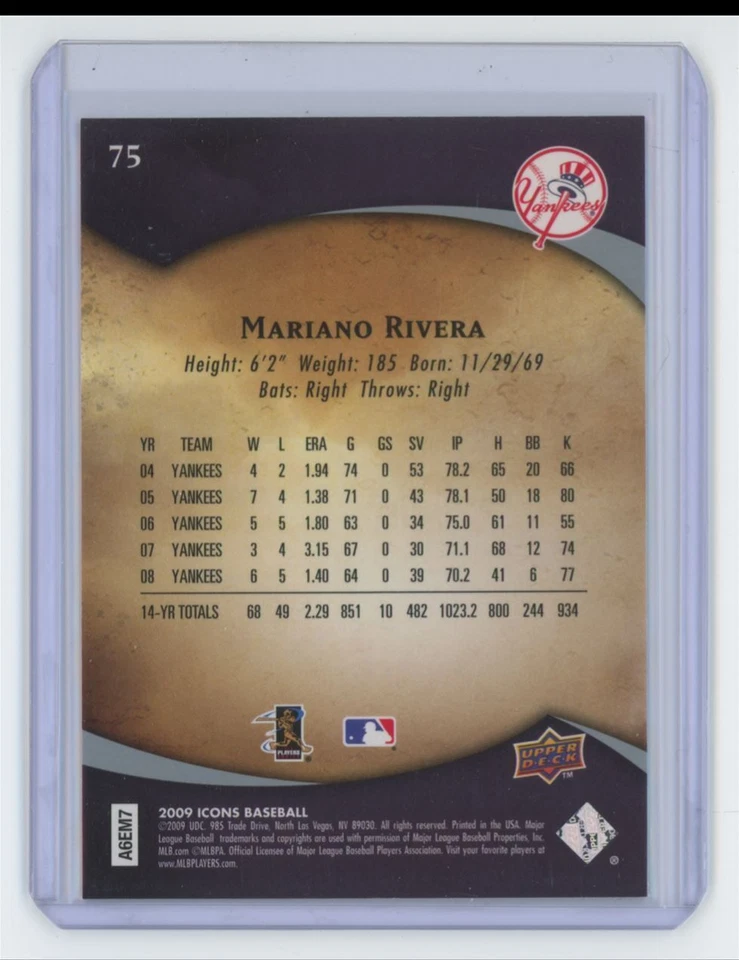 75
Yankees
MARIANO RIVERA
Height: 6'2" Weight: 185 Born: 11/29/69
Bats: Right Throws: Right
YR TEAM W L ERA G GS SV IP H BB K
04 YANKEES 4 2 1.94 74 0 53 78.2 65 20 66
05 YANKEES 7 4 1.38 71 0 43 78.1 50 18 80
06 YANKEES 5 5 1.80 63 0 34 75.0 61 11 55
07 YANKEES 3 4 3.15 67 0 30 71.1 68 12 74
08 YANKEES 6 5 1.40 64 0 39 70.2 41 6 77
14-YR TOTALS 68 49 2.29 851 10 482 1023.2 800 244 934
PLAYERS ®
UPPER
D·E·C·K
TM
A6EM7
2009 ICONS BASEBALL
©2009 UDC. 985 Trade Drive, North Las Vegas, NV 89030. All rights reserved. Printed in the USA. Major
League Baseball trademarks and copyrights are used with permission of Major League Baseball Properties, Inc.
MLB.com ©MLBPA. Official Licensee of Major League Baseball Players Association. Visit your favorite players at
www.MLBPLAYERS.com.
®